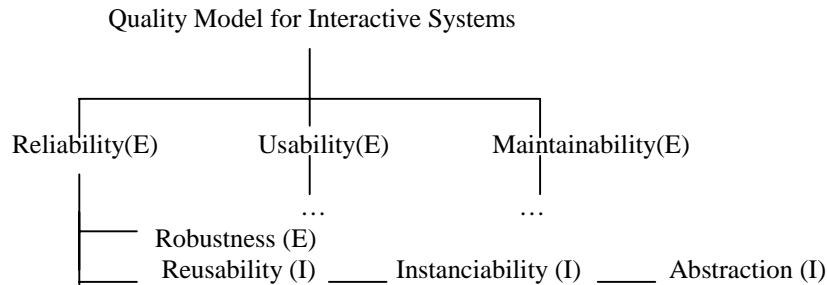 Quality Model for Interactive Systems
Reliability(E) Usability(E) Maintainability(E)
… …
Robustness (E)
Reusability (I) Instanciability (I) Abstraction (I)